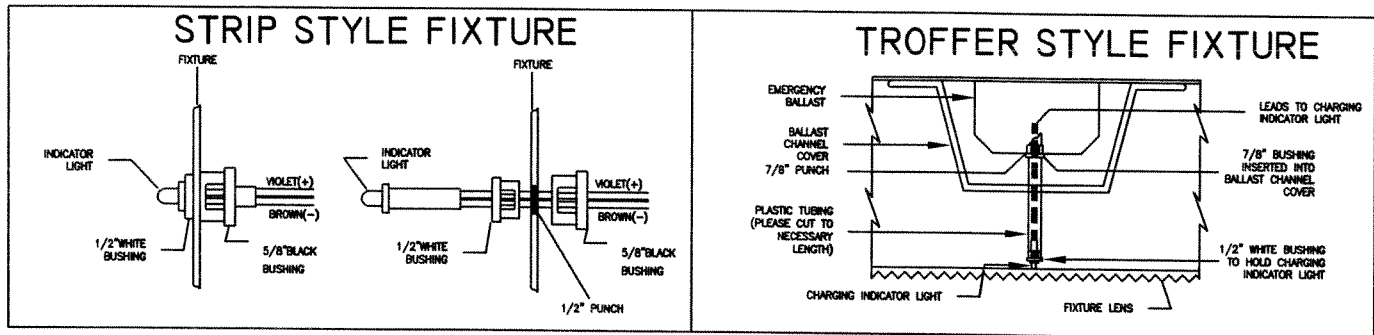 STRIP STYLE FIXTURE
FIXTURE
INDICATOR
LIGHT
VIOLET(+)
BROWN(-)
1/2"WHITE
BUSHING
5/8"BLACK
BUSHING
FIXTURE
INDICATOR
LIGHT
VIOLET(+)
BROWN(-)
1/2"WHITE
BUSHING
5/8"BLACK
BUSHING
1/2" PUNCH
TROFFER STYLE FIXTURE
EMERGENCY
BALLAST
BALLAST
CHANNEL
COVER
7/8" PUNCH
PLASTIC TUBING
(PLEASE CUT TO
NECESSARY
LENGTH)
CHARGING INDICATOR LIGHT
LEADS TO CHARGING
INDICATOR LIGHT
7/8" BUSHING
INSERTED INTO
BALLAST CHANNEL
COVER
1/2" WHITE BUSHING
TO HOLD CHARGING
INDICATOR LIGHT
FIXTURE LENS